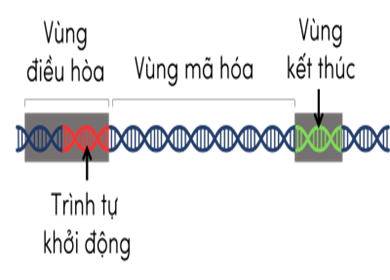 Vùng
điều hòa
Vùng mã hóa
Vùng
kết thúc
Trình tự
khởi động